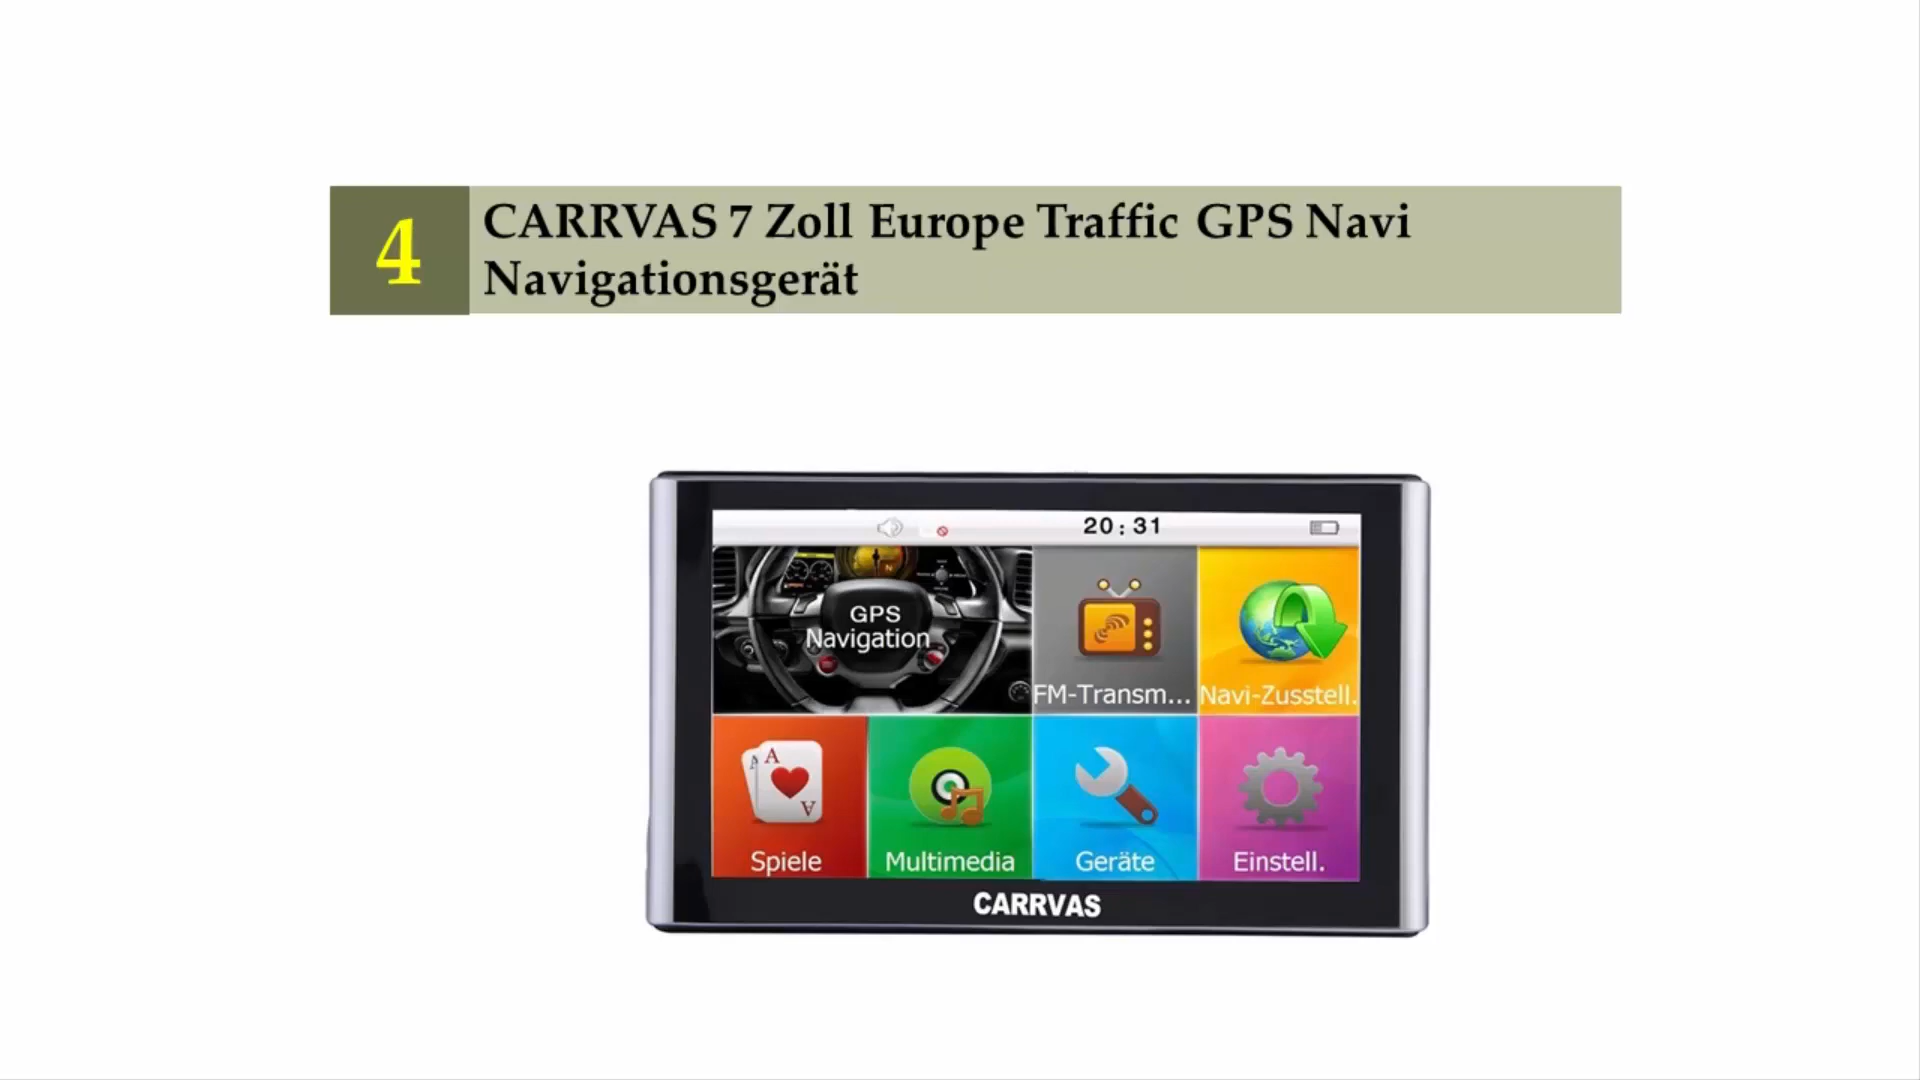 4
CARRVAS 7 Zoll Europe Traffic GPS Navi
Navigationsgerät
20:31
GPS
Navigation
FM-Transm...
Navi-Zusstell.
A
A
A
Spiele
Multimedia
Geräte
Einstell.
CARRVAS